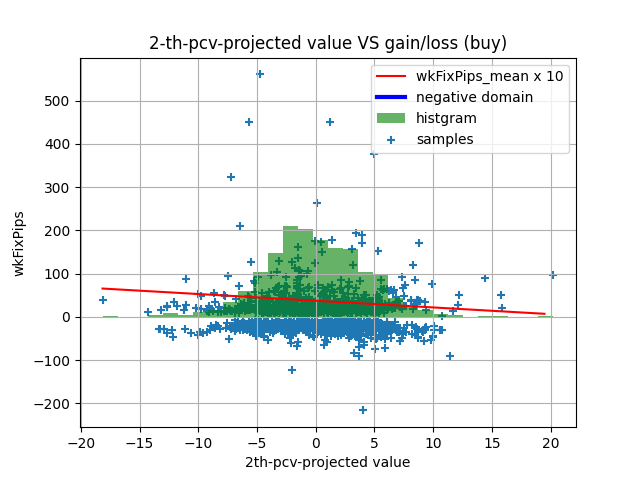 2-th-pcv-projected value VS gain/loss (buy)
wkFixPips_mean x 10
negative domain
histgram
samples
wkFixPips
500
400
300
200
100
0
−100
−200
−20 −15 −10 −5 0 5 10 15 20
2th-pcv-projected value